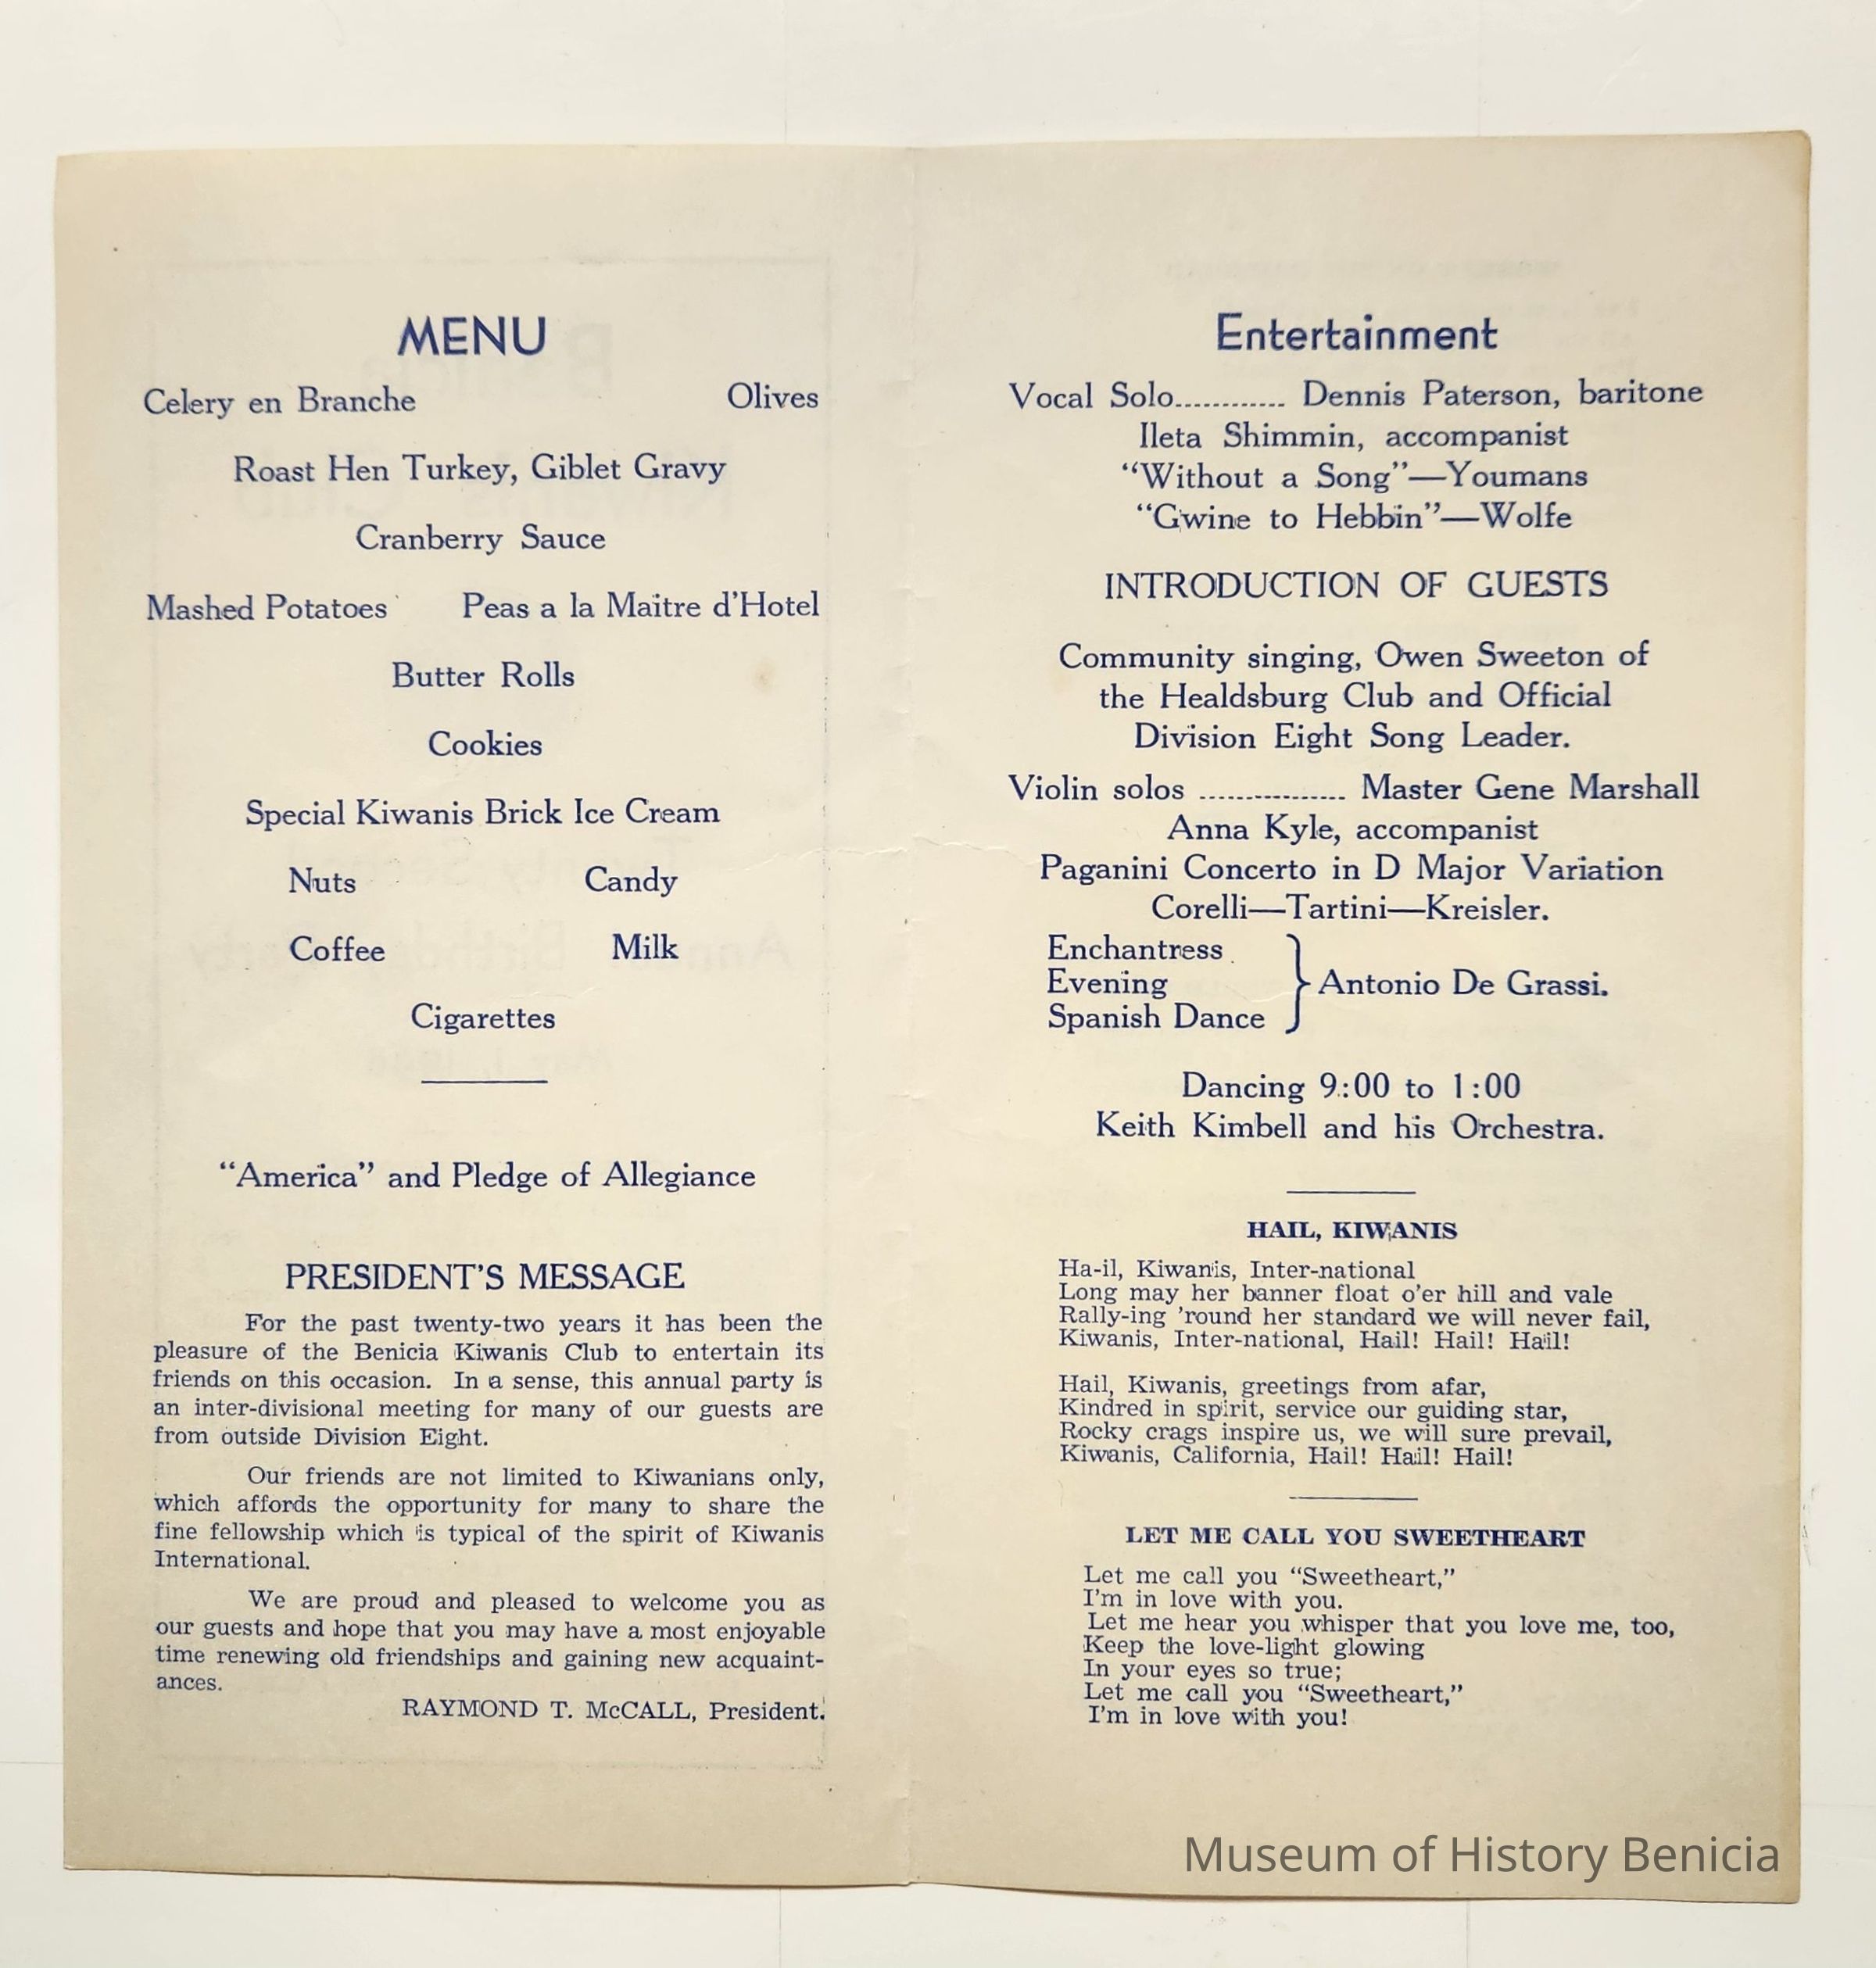 MENU
Celery en Branche Olives
Roast Hen Turkey, Giblet Gravy
Cranberry Sauce
Mashed Potatoes Peas a la Maitre d'Hotel
Butter Rolls
Cookies
Special Kiwanis Brick Ice Cream
Nuts Candy
Coffee Milk
Cigarettes
“America” and Pledge of Allegiance
PRESIDENT'S MESSAGE
For the past twenty-two years it has been the
pleasure of the Benicia Kiwanis Club to entertain its
friends on this occasion. In a sense, this annual party is
an inter-divisional meeting for many of our guests are
from outside Division Eight.
Our friends are not limited to Kiwanians only,
which affords the opportunity for many to share the
fine fellowship which is typical of the spirit of Kiwanis
International.
We are proud and pleased to welcome you as
our guests and hope that you may have a most enjoyable
time renewing old friendships and gaining new acquaint-
ances.
RAYMOND T. McCALL, President.
Entertainment
Vocal Solo............ Dennis Paterson, baritone
Ileta Shimmin, accompanist
“Without a Song”—Youmans
“Gwine to Hebbin”—Wolfe
INTRODUCTION OF GUESTS
Community singing, Owen Sweeton of
the Healdsburg Club and Official
Division Eight Song Leader.
Violin solos ................ Master Gene Marshall
Anna Kyle, accompanist
Paganini Concerto in D Major Variation
Corelli—Tartini—Kreisler.
Enchantress
Evening } Antonio De Grassi.
Spanish Dance
Dancing 9:00 to 1:00
Keith Kimbell and his Orchestra.
HAIL, KIWANIS
Ha-il, Kiwanis, Inter-national
Long may her banner float o'er hill and vale
Rally-ing 'round her standard we will never fail,
Kiwanis, Inter-national, Hail! Hail! Hail!
Hail, Kiwanis, greetings from afar,
Kindred in spirit, service our guiding star,
Rocky crags inspire us, we will sure prevail,
Kiwanis, California, Hail! Hail! Hail!
LET ME CALL YOU SWEETHEART
Let me call you “Sweetheart,”
I'm in love with you.
Let me hear you whisper that you love me, too,
Keep the love-light glowing
In your eyes so true;
Let me call you “Sweetheart,”
I'm in love with you!
Museum of History Benicia